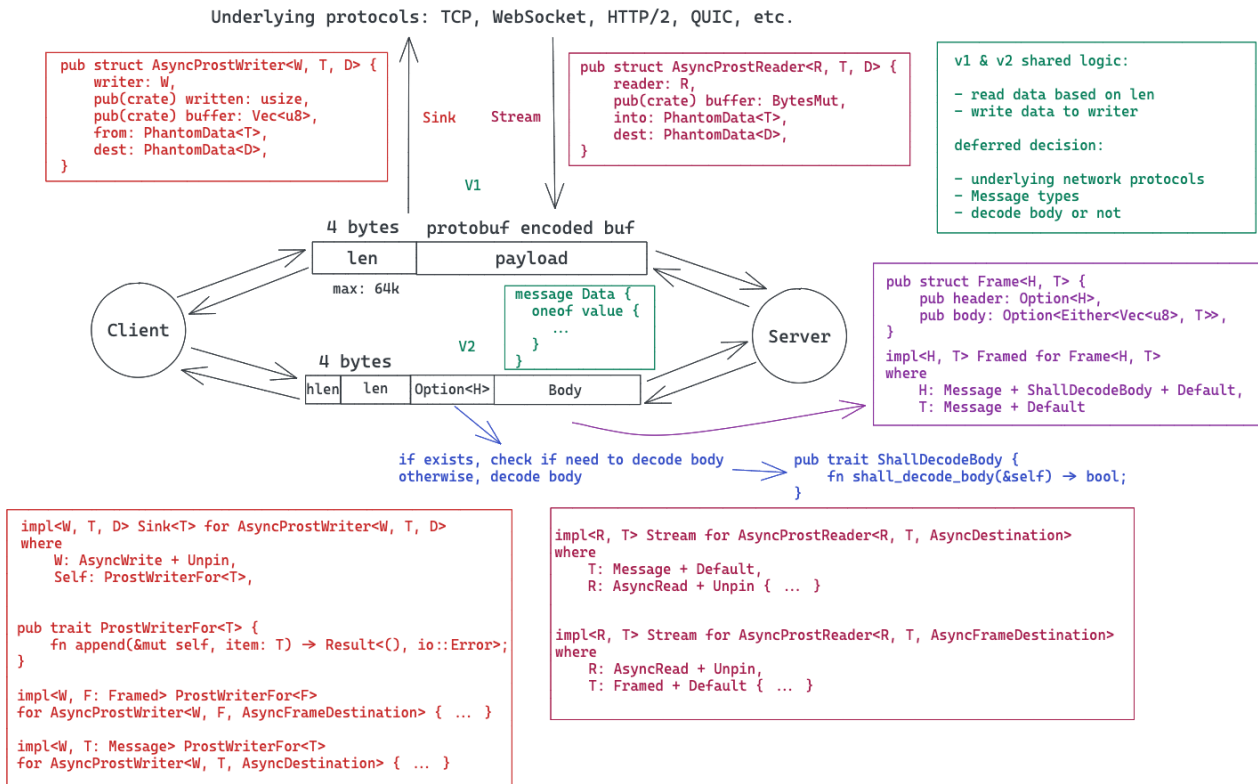 Underlying protocols: TCP, WebSocket, HTTP/2, QUIC, etc.
pub struct AsyncProstWriter<W, T, D> {
    writer: W,
    pub(crate) written: usize,
    pub(crate) buffer: Vec<u8>,
    from: PhantomData<T>,
    dest: PhantomData<D>,
}
Sink
Stream
pub struct AsyncProstReader<R, T, D> {
    reader: R,
    pub(crate) buffer: BytesMut,
    into: PhantomData<T>,
    dest: PhantomData<D>,
}
v1 & v2 shared logic:
- read data based on len
- write data to writer
deferred decision:
- underlying network protocols
- Message types
- decode body or not
V1
4 bytes
protobuf encoded buf
len
payload
max: 64k
message Data {
  oneof value {
    ...
  }
}
Client
Server
V2
4 bytes
hlen
len
Option<H>
Body
pub struct Frame<H, T> {
    pub header: Option<H>,
    pub body: Option<Either<Vec<u8>, T>>,
}
impl<H, T> Framed for Frame<H, T>
where
    H: Message + ShallDecodeBody + Default,
    T: Message + Default
if exists, check if need to decode body
otherwise, decode body
pub trait ShallDecodeBody {
    fn shall_decode_body(&self) → bool;
}
impl<W, T, D> Sink<T> for AsyncProstWriter<W, T, D>
where
    W: AsyncWrite + Unpin,
    Self: ProstWriterFor<T>,
pub trait ProstWriterFor<T> {
    fn append(&mut self, item: T) → Result<(), io::Error>;
}
impl<W, F: Framed> ProstWriterFor<F>
for AsyncProstWriter<W, F, AsyncFrameDestination> { ... }
impl<W, T: Message> ProstWriterFor<T>
for AsyncProstWriter<W, T, AsyncDestination> { ... }
impl<R, T> Stream for AsyncProstReader<R, T, AsyncDestination>
where
    T: Message + Default,
    R: AsyncRead + Unpin { ... }
impl<R, T> Stream for AsyncProstReader<R, T, AsyncFrameDestination>
where
    R: AsyncRead + Unpin,
    T: Framed + Default { ... }